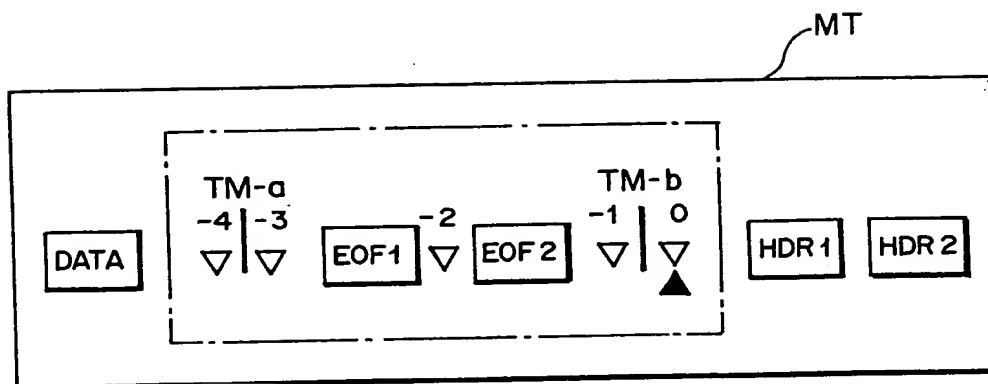 MT
TM-a
TM-b
-4 -3 -2 -1 0
DATA EOF1 EOF2 HDR1 HDR2